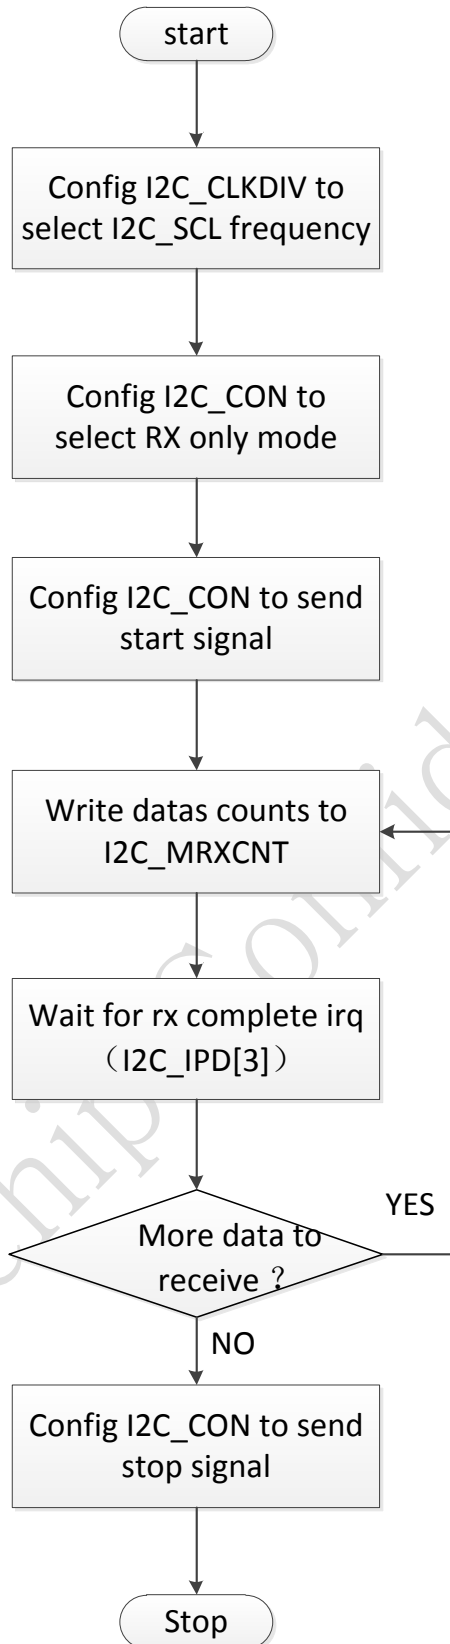 start
Config I2C_CLKDIV to
select I2C_SCL frequency
Config I2C_CON to
select RX only mode
Config I2C_CON to send
start signal
Write datas counts to
I2C_MRXCNT
Wait for rx complete irq
（I2C_IPD[3]）
More data to
receive ？
YES
NO
Config I2C_CON to send
stop signal
Stop
chip Confid